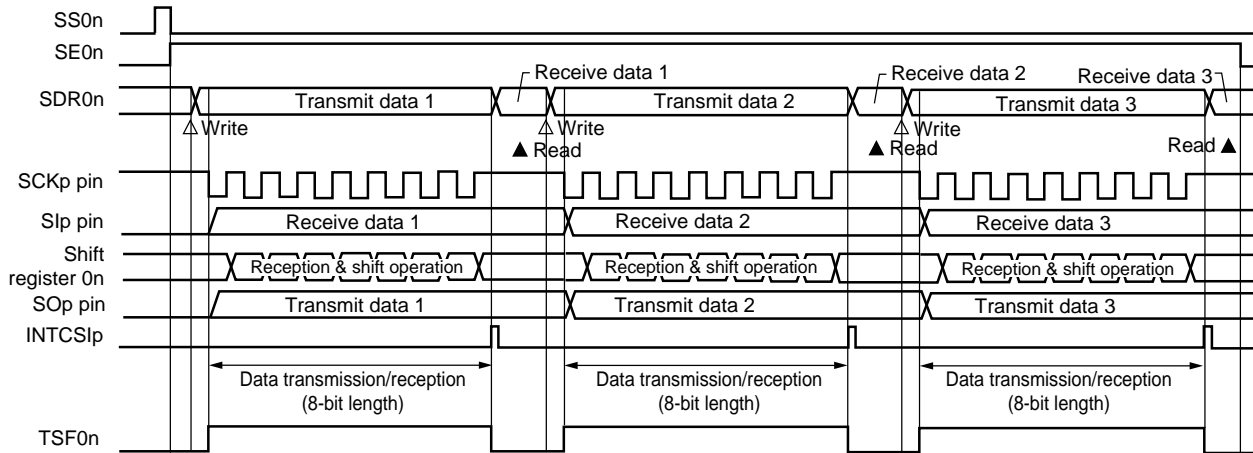 SS0n
SE0n
Receive data 1 Receive data 2 Receive data 3
SDR0n Transmit data 1 Transmit data 2 Transmit data 3
△ Write △ Write △ Write
▲ Read ▲ Read Read ▲
SCKp pin
SIp pin Receive data 1 Receive data 2 Receive data 3
Shift
register 0n Reception & shift operation Reception & shift operation Reception & shift operation
SOp pin Transmit data 1 Transmit data 2 Transmit data 3
INTCSIp
Data transmission/reception Data transmission/reception Data transmission/reception
(8-bit length) (8-bit length) (8-bit length)
TSF0n